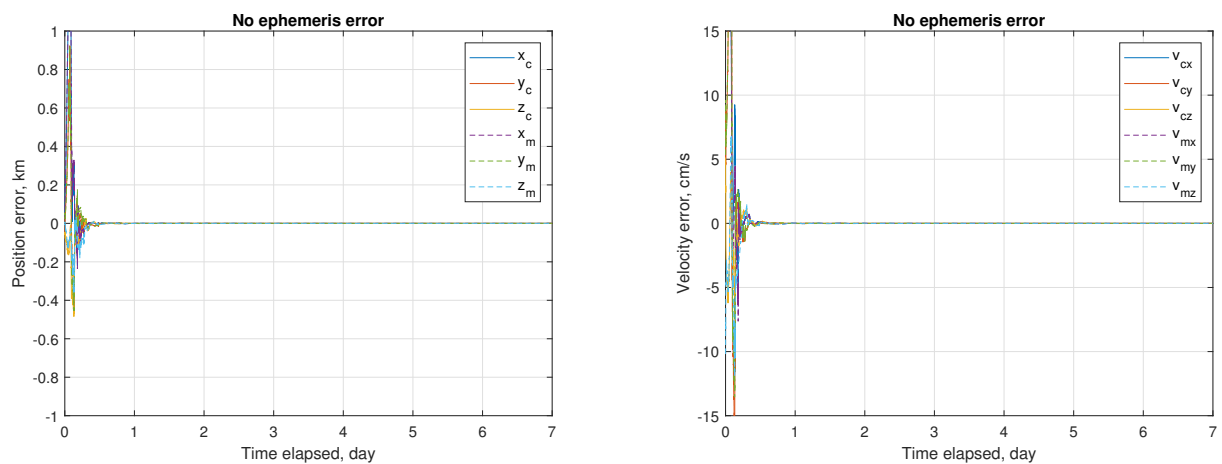 No ephemeris error
Position error, km
1
0.8
0.6
0.4
0.2
0
-0.2
-0.4
-0.6
-0.8
-1
x_c
y_c
z_c
x_m
y_m
z_m
0 1 2 3 4 5 6 7
Time elapsed, day
No ephemeris error
Velocity error, cm/s
15
10
5
0
-5
-10
-15
v_cx
v_cy
v_cz
v_mx
v_my
v_mz
0 1 2 3 4 5 6 7
Time elapsed, day